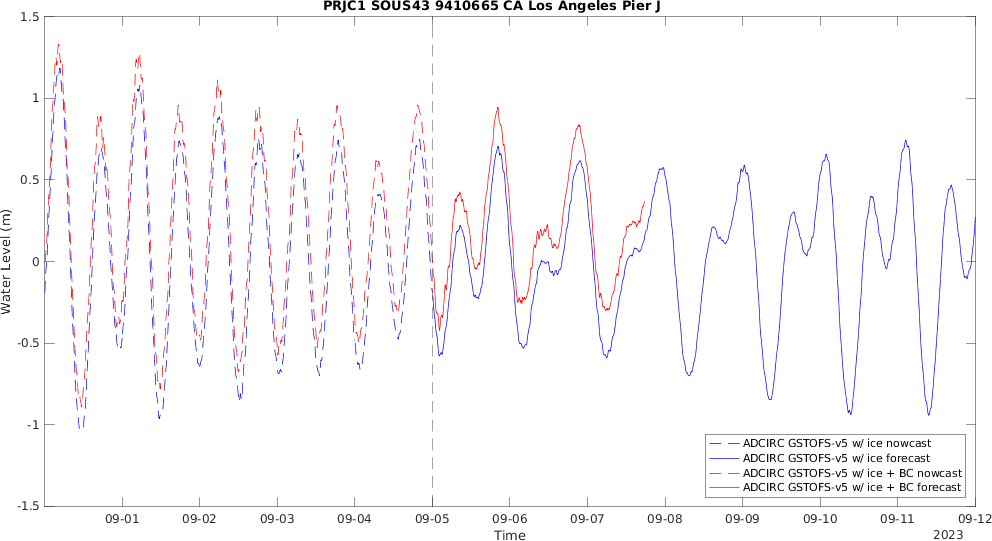 PRJC1 SOUS43 9410665 CA Los Angeles Pier J
1.5
1
0.5
0
-0.5
-1
-1.5
Water Level (m)
ADCIRC GSTOFS-v5 w/ ice nowcast
ADCIRC GSTOFS-v5 w/ ice forecast
ADCIRC GSTOFS-v5 w/ ice + BC nowcast
ADCIRC GSTOFS-v5 w/ ice + BC forecast
09-01 09-02 09-03 09-04 09-05 09-06 09-07 09-08 09-09 09-10 09-11 09-12
Time
2023